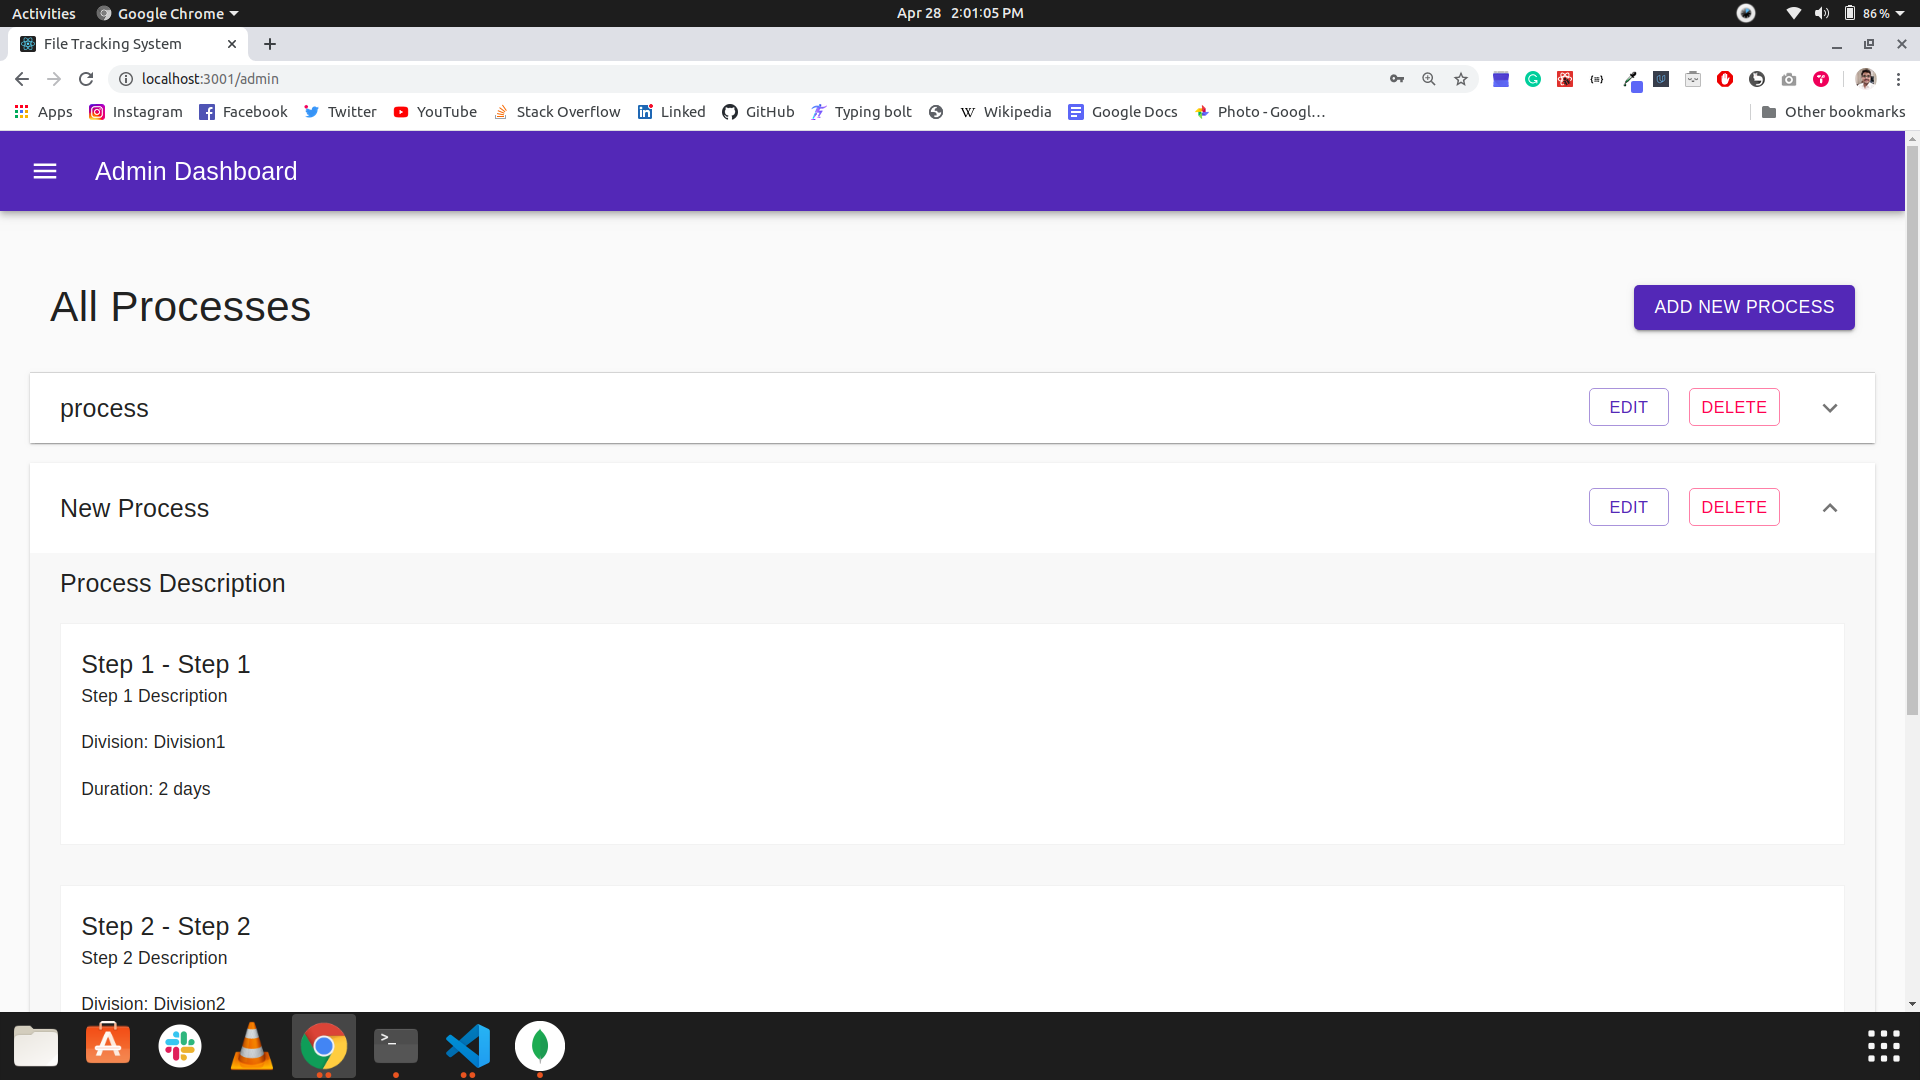 Activities Google Chrome Apr 28 2:01:05 PM 86 %
File Tracking System
localhost:3001/admin
Apps Instagram Facebook Twitter YouTube Stack Overflow Linked GitHub Typing bolt Wikipedia Google Docs Photo - Googl... Other bookmarks
Admin Dashboard
All Processes ADD NEW PROCESS
process EDIT DELETE
New Process EDIT DELETE
Process Description
Step 1 - Step 1
Step 1 Description
Division: Division1
Duration: 2 days
Step 2 - Step 2
Step 2 Description
Division: Division2